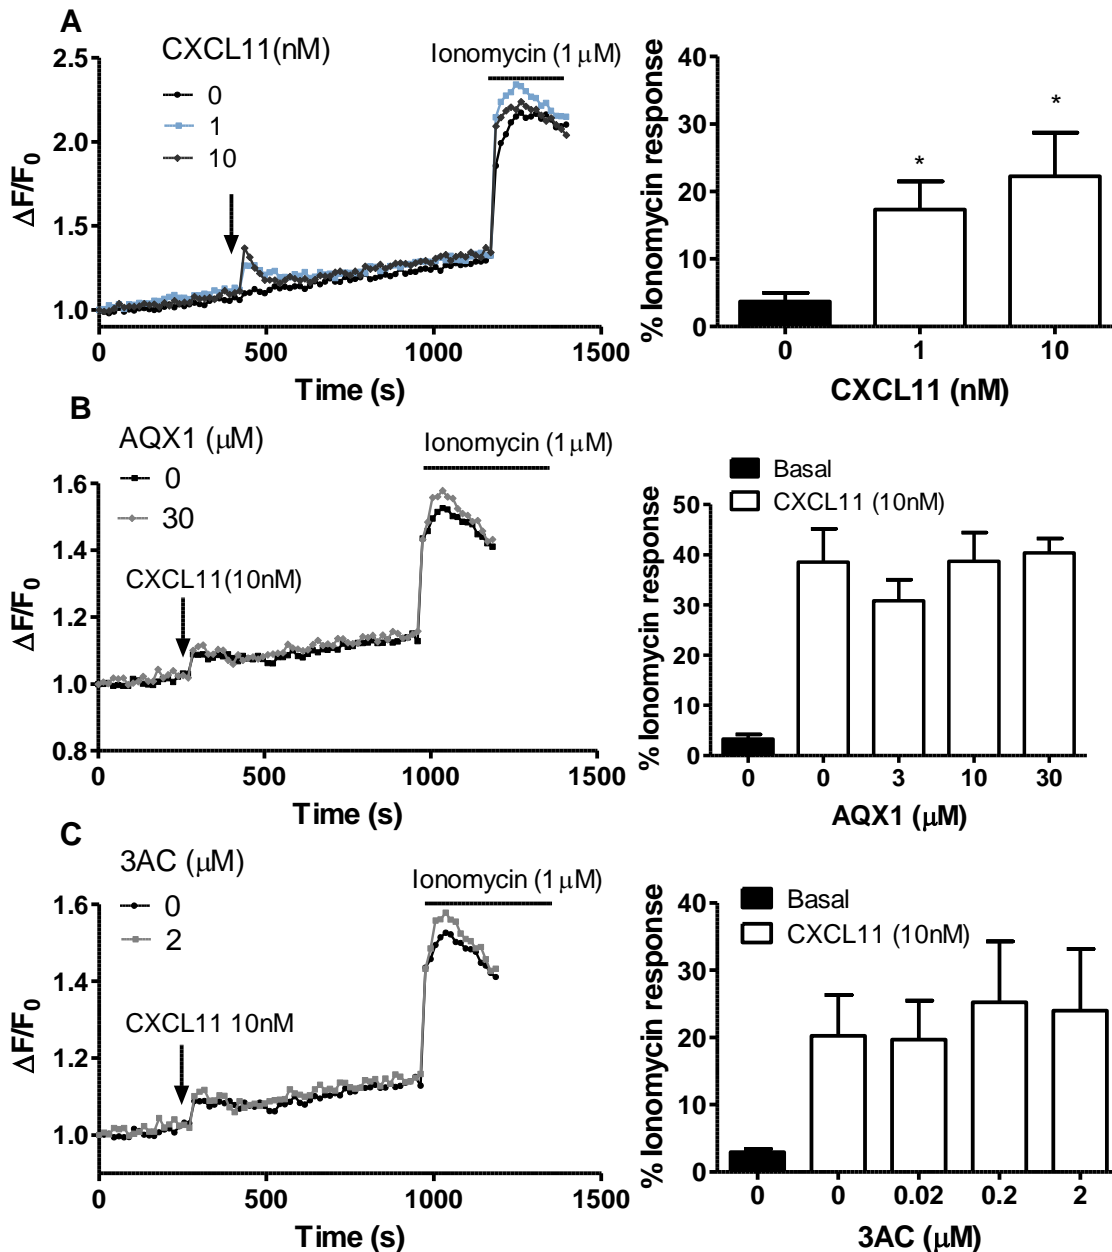 A
CXCL11(nM)
0
1
10
Ionomycin (1 μM)
ΔF/F0
2.5
2.0
1.5
1.0
0
500
1000
1500
Time (s)
% Ionomycin response
40
30
20
10
0
*
*
0
1
10
CXCL11 (nM)
B
AQX1 (μM)
0
30
CXCL11(10nM)
Ionomycin (1 μM)
ΔF/F0
1.6
1.4
1.2
1.0
0.8
0
500
1000
1500
Time (s)
Basal
CXCL11 (10nM)
% Ionomycin response
50
40
30
20
10
0
0
0
3
10
30
AQX1 (μM)
C
3AC (μM)
0
2
CXCL11 10nM
Ionomycin (1 μM)
ΔF/F0
1.6
1.4
1.2
1.0
0
500
1000
1500
Time (s)
Basal
CXCL11 (10nM)
% Ionomycin response
40
30
20
10
0
0
0
0.02
0.2
2
3AC (μM)